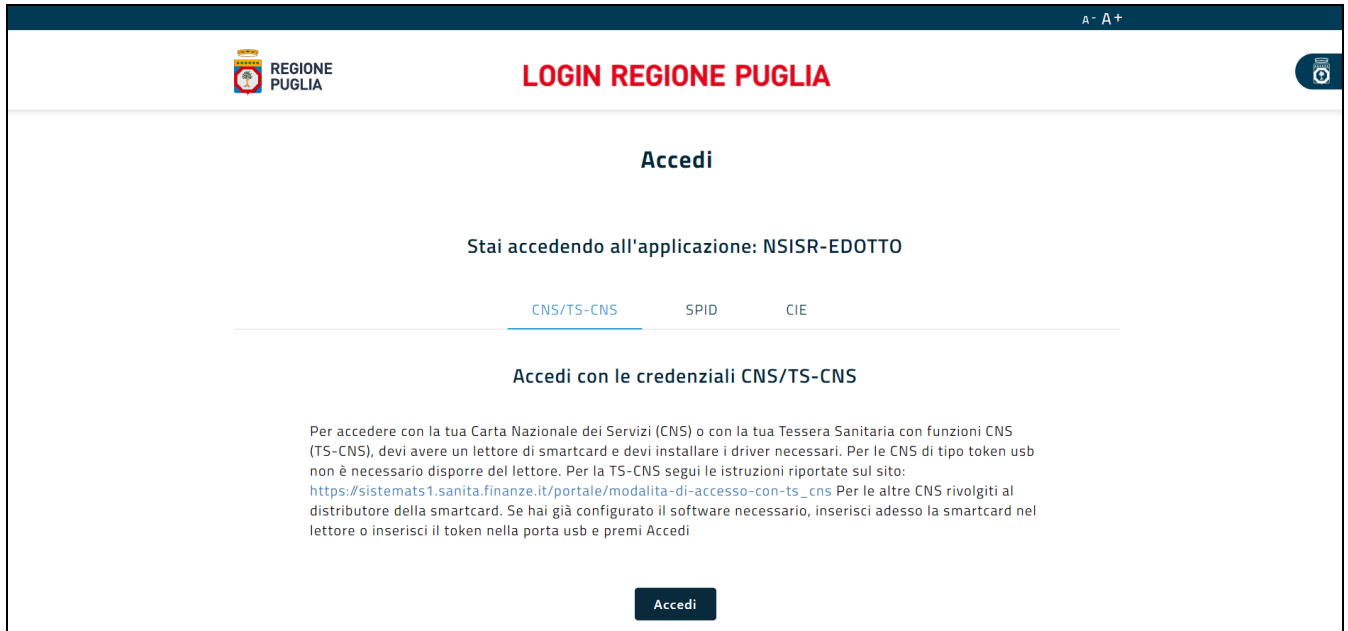 A- A+
REGIONE
PUGLIA
LOGIN REGIONE PUGLIA
Accedi
Stai accedendo all'applicazione: NSISR-EDOTTO
CNS/TS-CNS SPID CIE
Accedi con le credenziali CNS/TS-CNS
Per accedere con la tua Carta Nazionale dei Servizi (CNS) o con la tua Tessera Sanitaria con funzioni CNS
(TS-CNS), devi avere un lettore di smartcard e devi installare i driver necessari. Per le CNS di tipo token usb
non è necessario disporre del lettore. Per la TS-CNS segui le istruzioni riportate sul sito:
https://sistemats1.sanita.finanze.it/portale/modalita-di-accesso-con-ts_cns Per le altre CNS rivolgiti al
distributore della smartcard. Se hai già configurato il software necessario, inserisci adesso la smartcard nel
lettore o inserisci il token nella porta usb e premi Accedi
Accedi